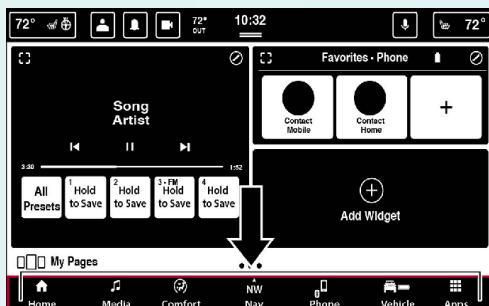 72° 72° OUT 10:32 72°
Song
Artist
3:30 1:52
All Presets
1 Hold to Save
2 Hold to Save
3 - FM Hold to Save
4 Hold to Save
Favorites • Phone
Contact Mobile
Contact Home
+
Add Widget
My Pages
Home Media Comfort NW Nav Phone Vehicle Apps